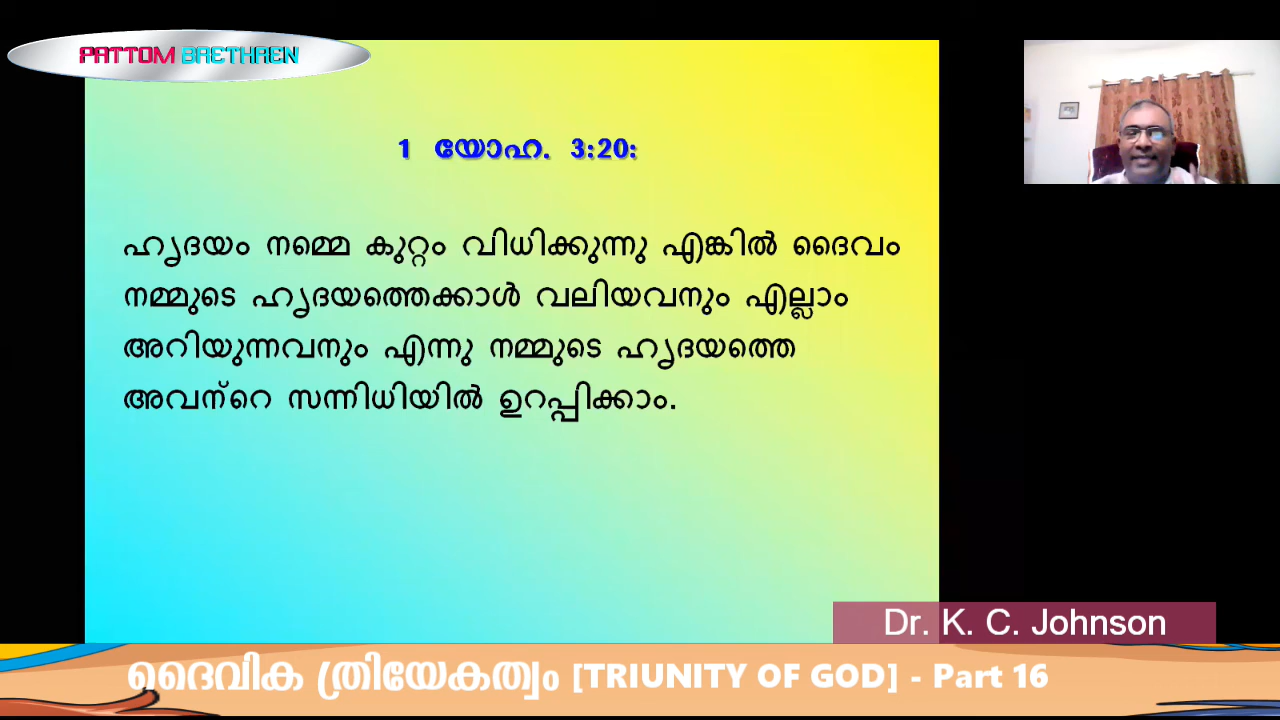 PATTOM BRETHREN
1 യോഹ. 3:20:
ഹൃദയം നമ്മെ കുറ്റം വിധിക്കുന്നു എങ്കിൽ ദൈവം
നമ്മുടെ ഹൃദയത്തെക്കാൾ വലിയവനും എല്ലാം
അറിയുന്നവനും എന്നു നമ്മുടെ ഹൃദയത്തെ
അവന്റെ സന്നിധിയിൽ ഉറപ്പിക്കാം.
Dr. K. C. Johnson
ദൈവിക ത്രിയേകത്വം [TRIUNITY OF GOD] - Part 16